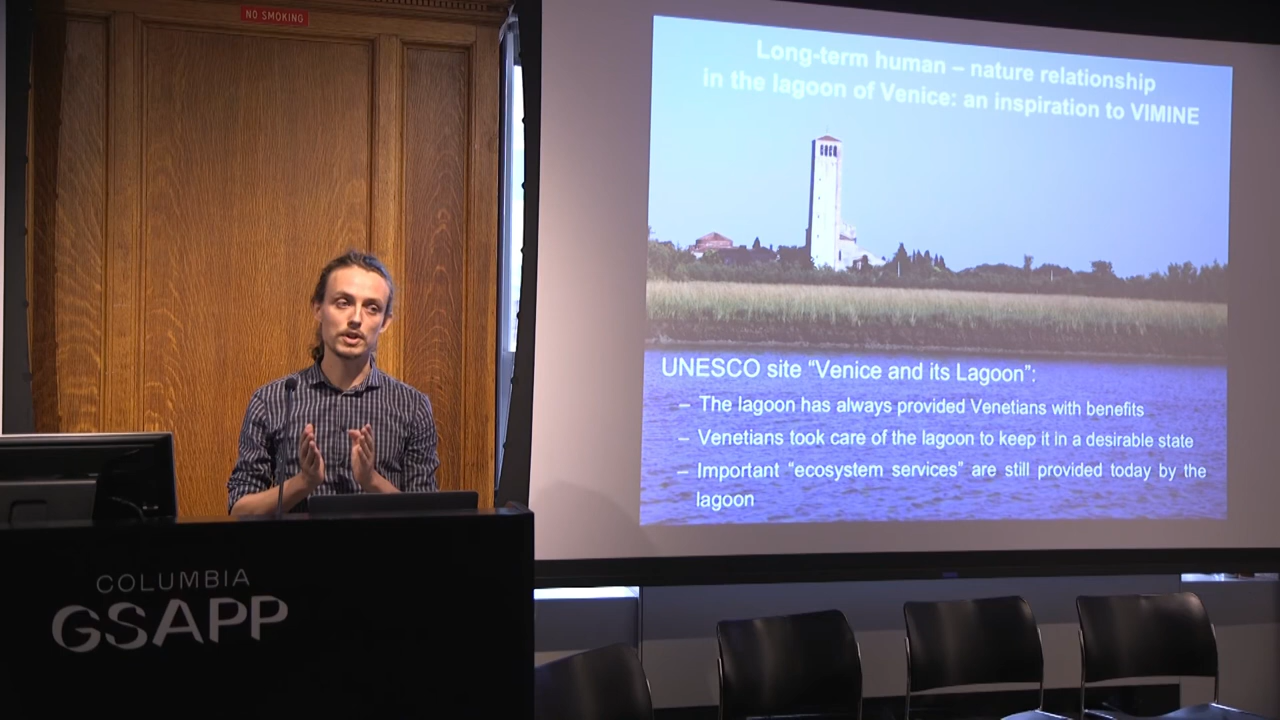 NO SMOKING
Long-term human – nature relationship
in the lagoon of Venice: an inspiration to VIMINE
UNESCO site “Venice and its Lagoon”:
– The lagoon has always provided Venetians with benefits
– Venetians took care of the lagoon to keep it in a desirable state
– Important “ecosystem services” are still provided today by the
lagoon
COLUMBIA
GSAPP